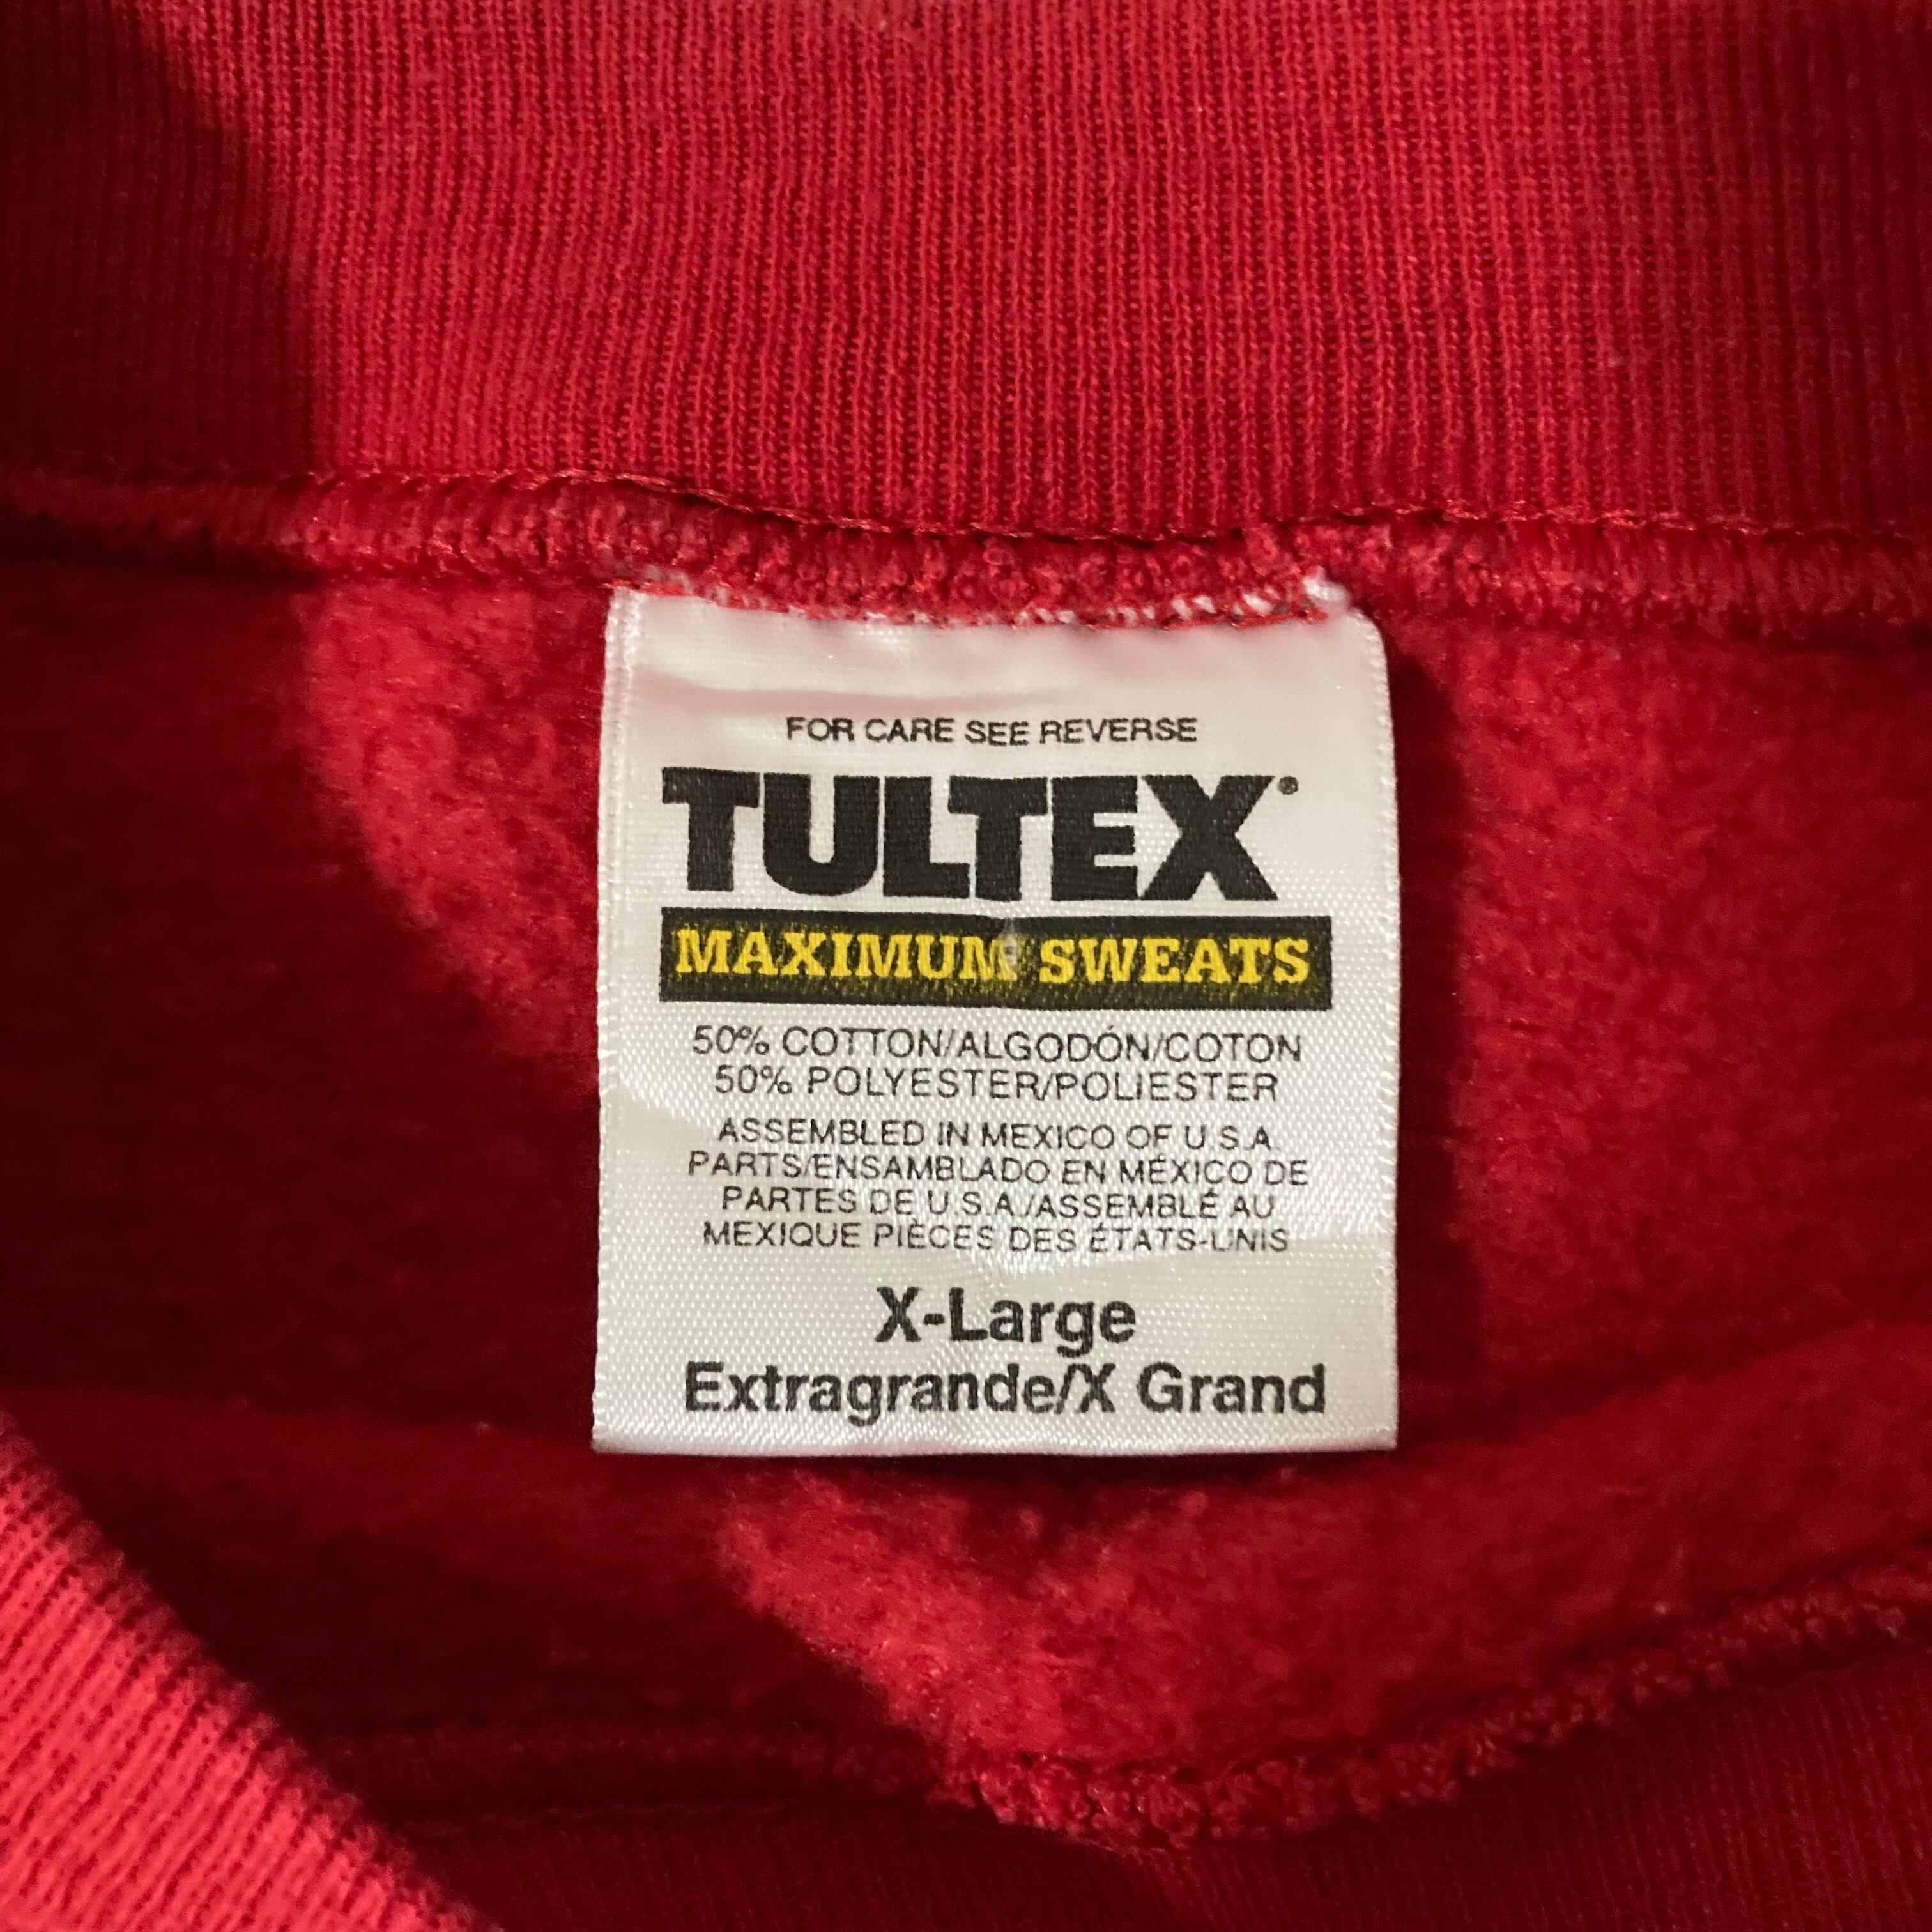 FOR CARE SEE REVERSE
TULTEX®
MAXIMUM SWEATS
50% COTTON/ALGODÓN/COTON
50% POLYESTER/POLIESTER
ASSEMBLED IN MEXICO OF U.S.A.
PARTS/ENSAMBLADO EN MÉXICO DE
PARTES DE U.S.A./ASSEMBLÉ AU
MEXIQUE PIÈCES DES ÉTATS-UNIS
X-Large
Extragrande/X Grand